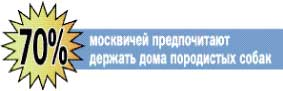 70%
москвичей предпочитают
держать дома породистых собак